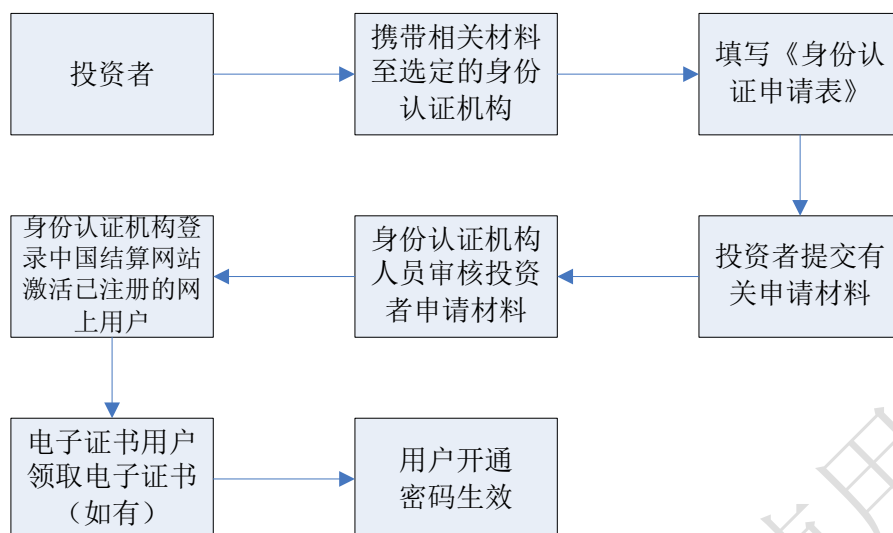 投资者
携带相关材料
至选定的身份
认证机构
填写《身份认
证申请表》
投资者提交有
关申请材料
身份认证机构
人员审核投资
者申请材料
身份认证机构登
录中国结算网站
激活已注册的网
上用户
电子证书用户
领取电子证书
（如有）
用户开通
密码生效
用